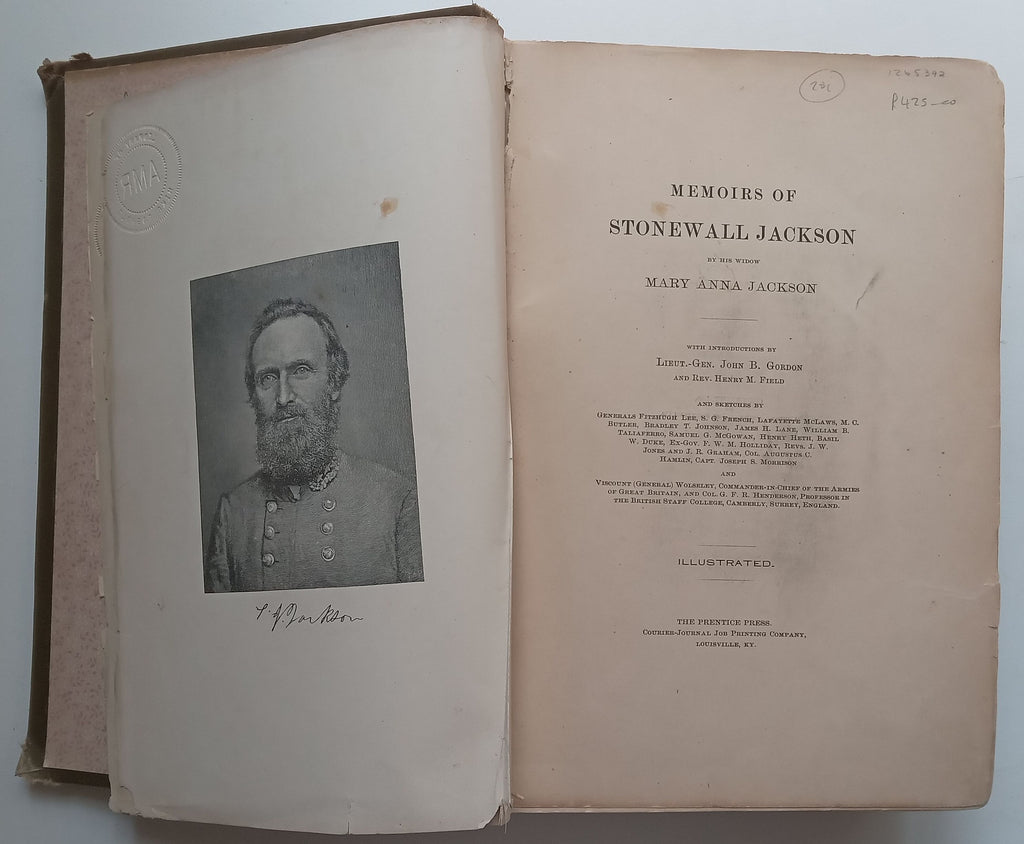 AMR
T. J. Jackson
1245392
R425-00
MEMOIRS OF
STONEWALL JACKSON
BY HIS WIDOW
MARY ANNA JACKSON
WITH INTRODUCTIONS BY
LIEUT.-GEN. JOHN B. GORDON
AND REV. HENRY M. FIELD
AND SKETCHES BY
GENERALS FITZHUGH LEE, S. G. FRENCH, LAFAYETTE MCLAWS, M. C.
BUTLER, BRADLEY T. JOHNSON, JAMES H. LANE, WILLIAM B.
TALIAFERRO, SAMUEL G. MCGOWAN, HENRY HETH, BASIL
W. DUKE, EX-GOV. F. W. M. HOLLIDAY, REVS. J. W.
JONES AND J. R. GRAHAM, COL. AUGUSTUS C.
HAMLIN, CAPT. JOSEPH S. MORRISON
AND
VISCOUNT (GENERAL) WOLSELEY, COMMANDER-IN-CHIEF OF THE ARMIES
OF GREAT BRITAIN, AND COL. G. F. R. HENDERSON, PROFESSOR IN
THE BRITISH STAFF COLLEGE, CAMBERLY, SURREY, ENGLAND.
ILLUSTRATED.
THE PRENTICE PRESS.
COURIER-JOURNAL JOB PRINTING COMPANY,
LOUISVILLE, KY.